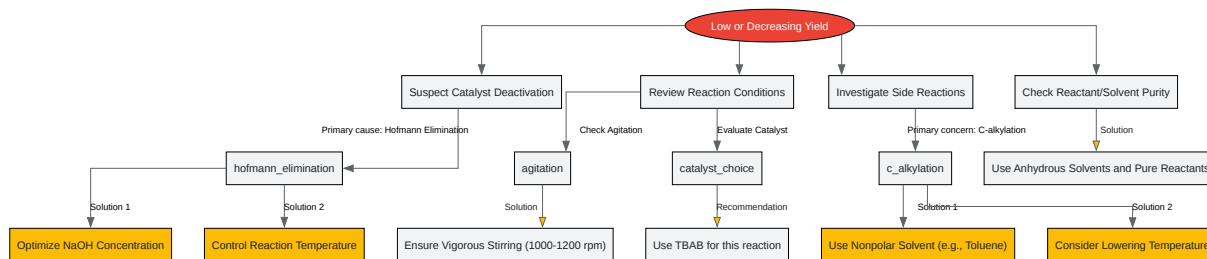 Low or Decreasing Yield
Suspect Catalyst Deactivation
Review Reaction Conditions
Investigate Side Reactions
Check Reactant/Solvent Purity
Primary cause: Hofmann Elimination
Check Agitation
Evaluate Catalyst
Primary concern: C-alkylation
Solution
hofmann_elimination
agitation
catalyst_choice
c_alkylation
Use Anhydrous Solvents and Pure Reactants
Solution 1
Solution 2
Solution
Recommendation
Solution 1
Solution 2
Optimize NaOH Concentration
Control Reaction Temperature
Ensure Vigorous Stirring (1000-1200 rpm)
Use TBAB for this reaction
Use Nonpolar Solvent (e.g., Toluene)
Consider Lowering Temperature